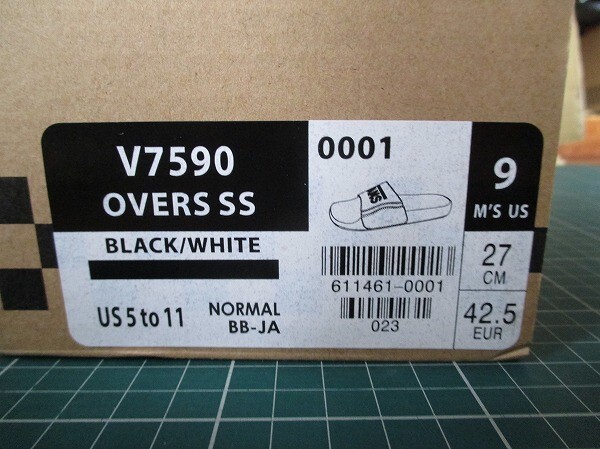 V7590
OVERS SS
BLACK/WHITE
US 5 to 11
NORMAL
BB-JA
0001
VANS
611461-0001
023
9
M'S US
27
CM
42.5
EUR